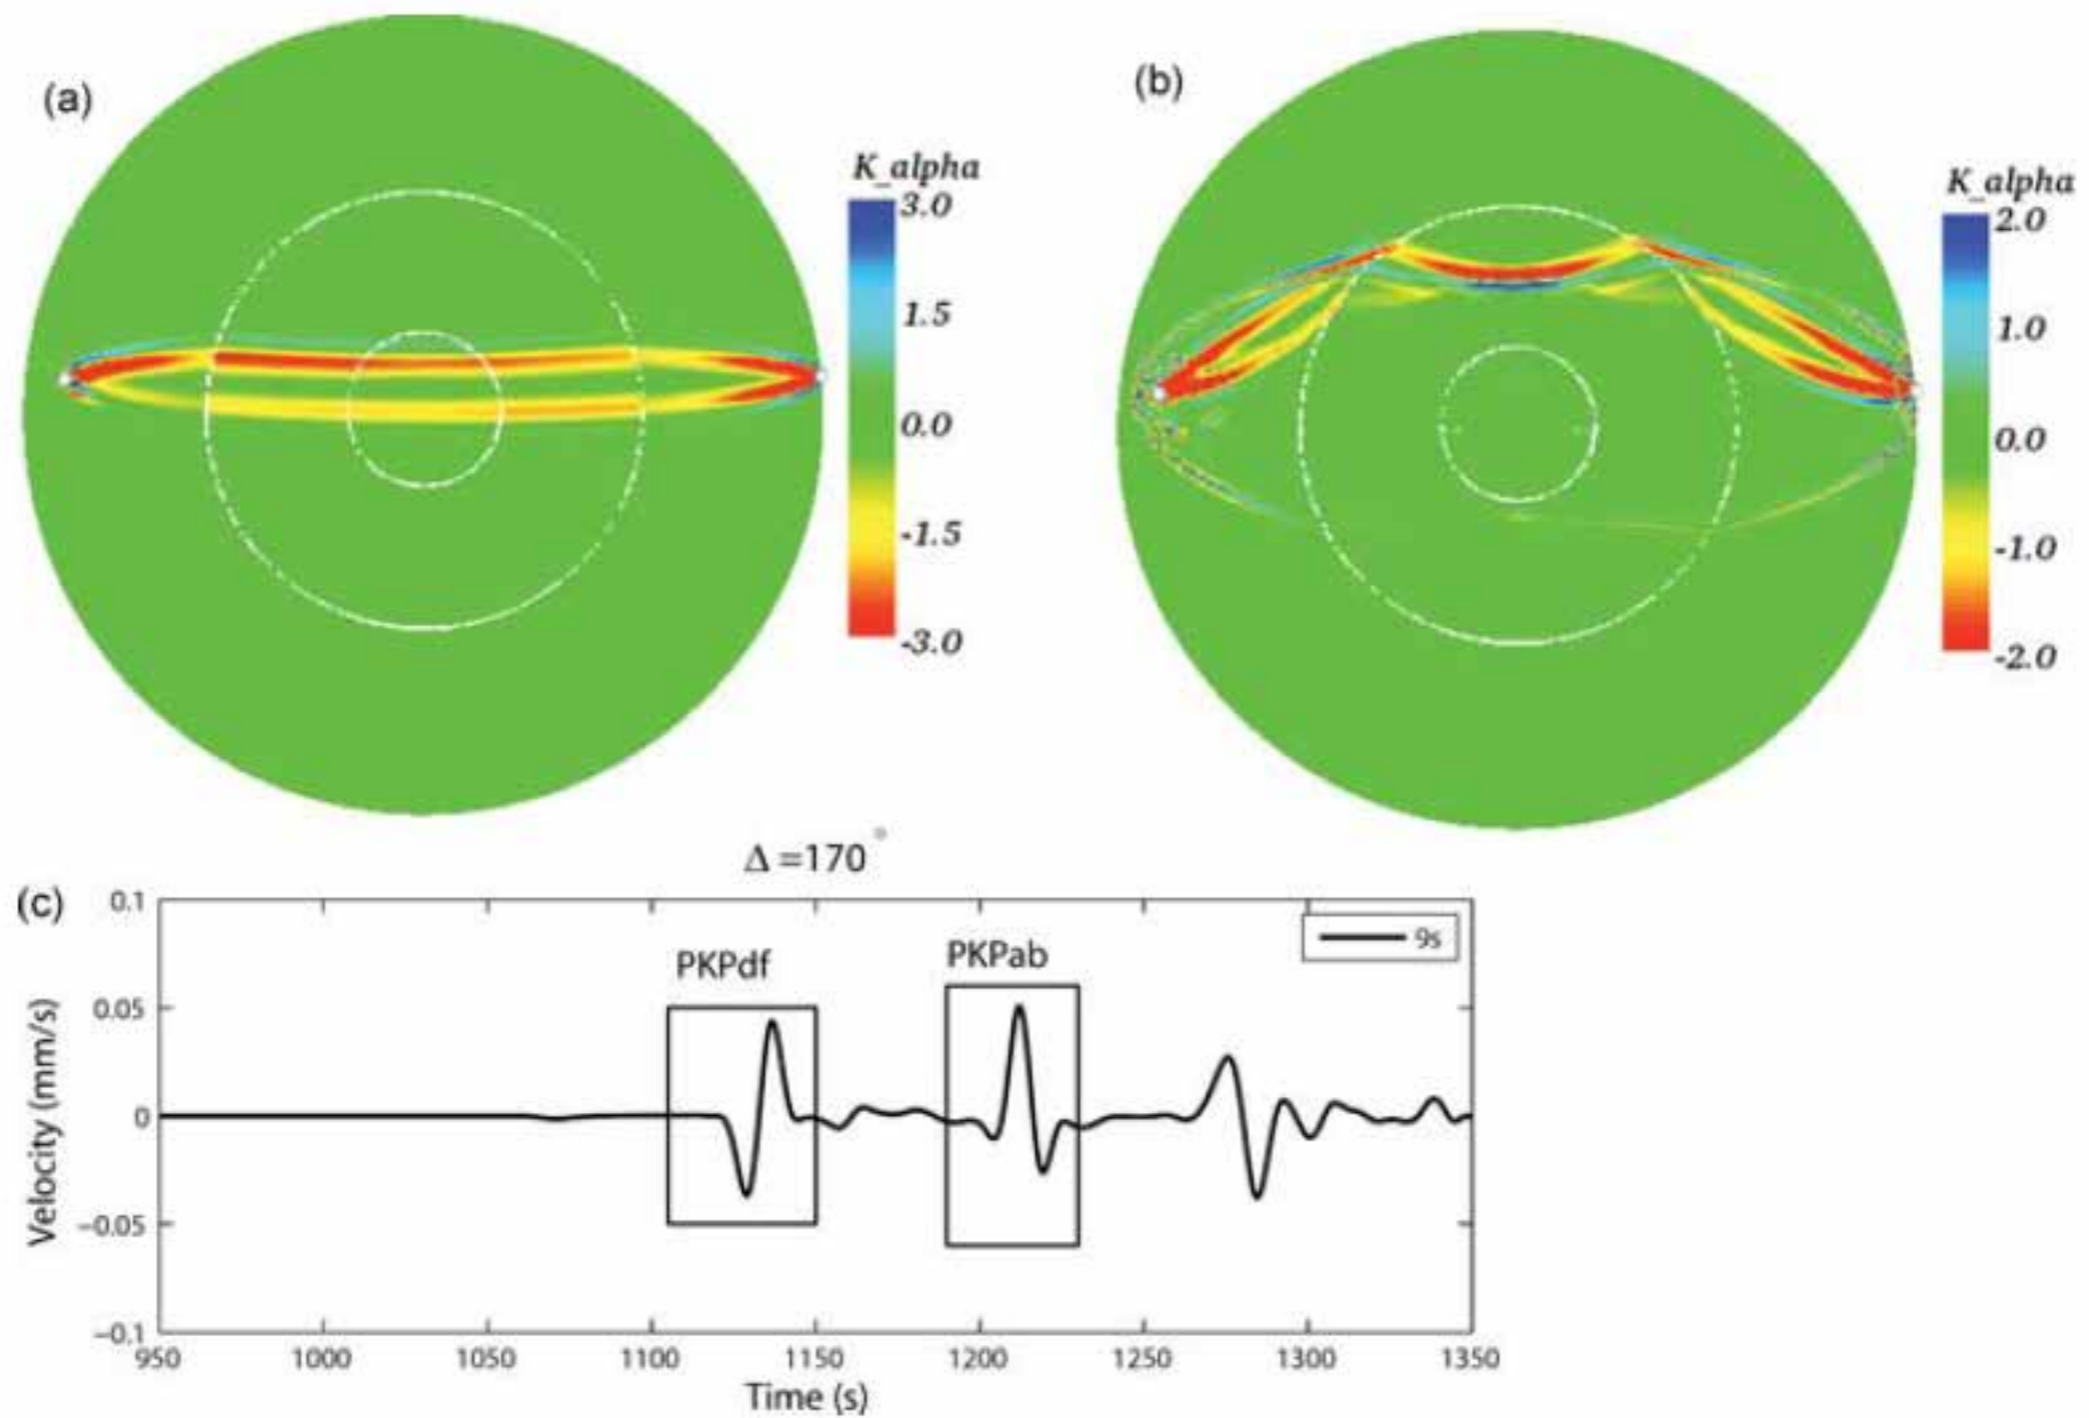 (a)
K_alpha
3.0
1.5
0.0
-1.5
-3.0
(b)
K_alpha
2.0
1.0
0.0
-1.0
-2.0
Δ =170°
(c)
0.1
0.05
0
−0.05
−0.1
Velocity (mm/s)
PKPdf
PKPab
9s
950 1000 1050 1100 1150 1200 1250 1300 1350
Time (s)